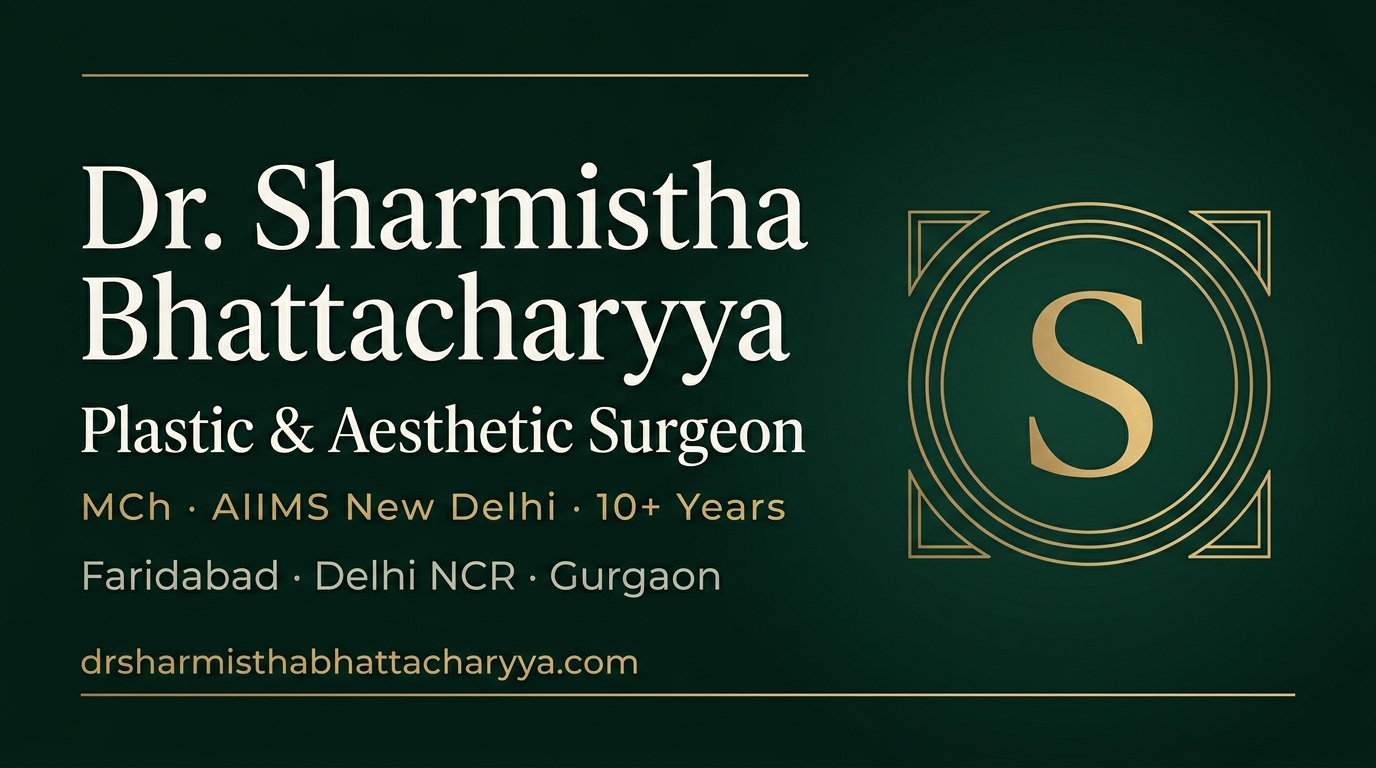 Dr. Sharmistha
Bhattacharyya
Plastic & Aesthetic Surgeon
MCh · AIIMS New Delhi · 10+ Years
Faridabad · Delhi NCR · Gurgaon
drsharmisthabhattacharyya.com
S